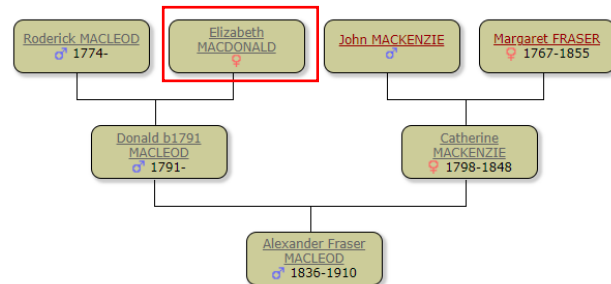 Roderick MACLEOD
♂ 1774-
Elizabeth
MACDONALD
♀
John MACKENZIE
♂
Margaret FRASER
♀ 1767-1855
Donald b1791
MACLEOD
♂ 1791-
Catherine
MACKENZIE
♀ 1798-1848
Alexander Fraser
MACLEOD
♂ 1836-1910